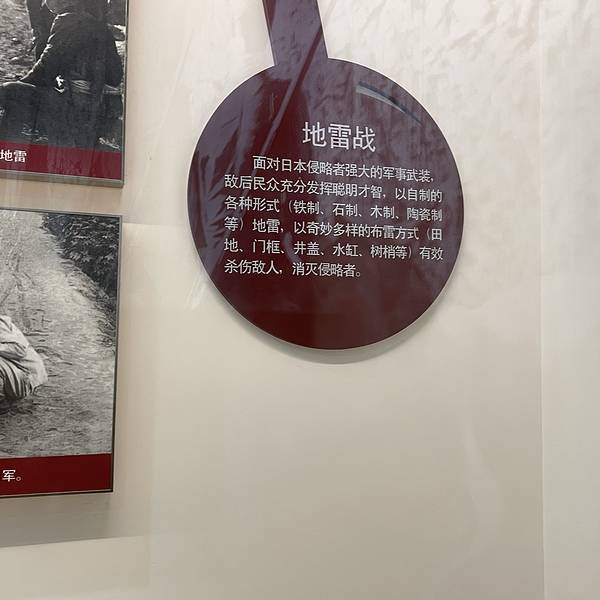 地雷
地雷战
面对日本侵略者强大的军事武装，
敌后民众充分发挥聪明才智，以自制的
各种形式（铁制、石制、木制、陶瓷制
等）地雷，以奇妙多样的布雷方式（田
地、门框、井盖、水缸、树梢等）有效
杀伤敌人，消灭侵略者。
军。